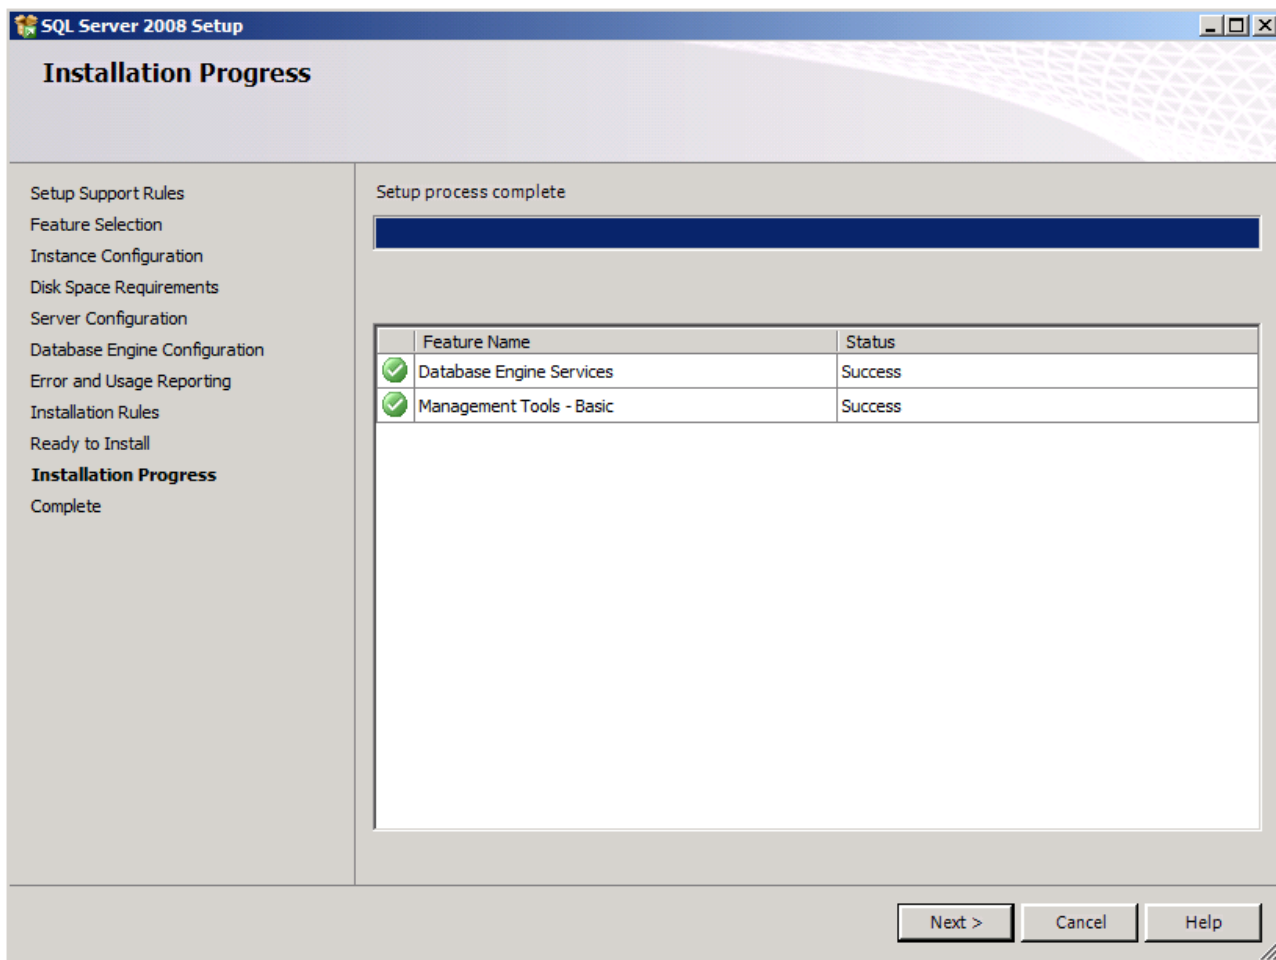 SQL Server 2008 Setup
Installation Progress
Setup Support Rules
Feature Selection
Instance Configuration
Disk Space Requirements
Server Configuration
Database Engine Configuration
Error and Usage Reporting
Installation Rules
Ready to Install
Installation Progress
Complete
Setup process complete
Feature Name Status
Database Engine Services Success
Management Tools - Basic Success
Next > Cancel Help